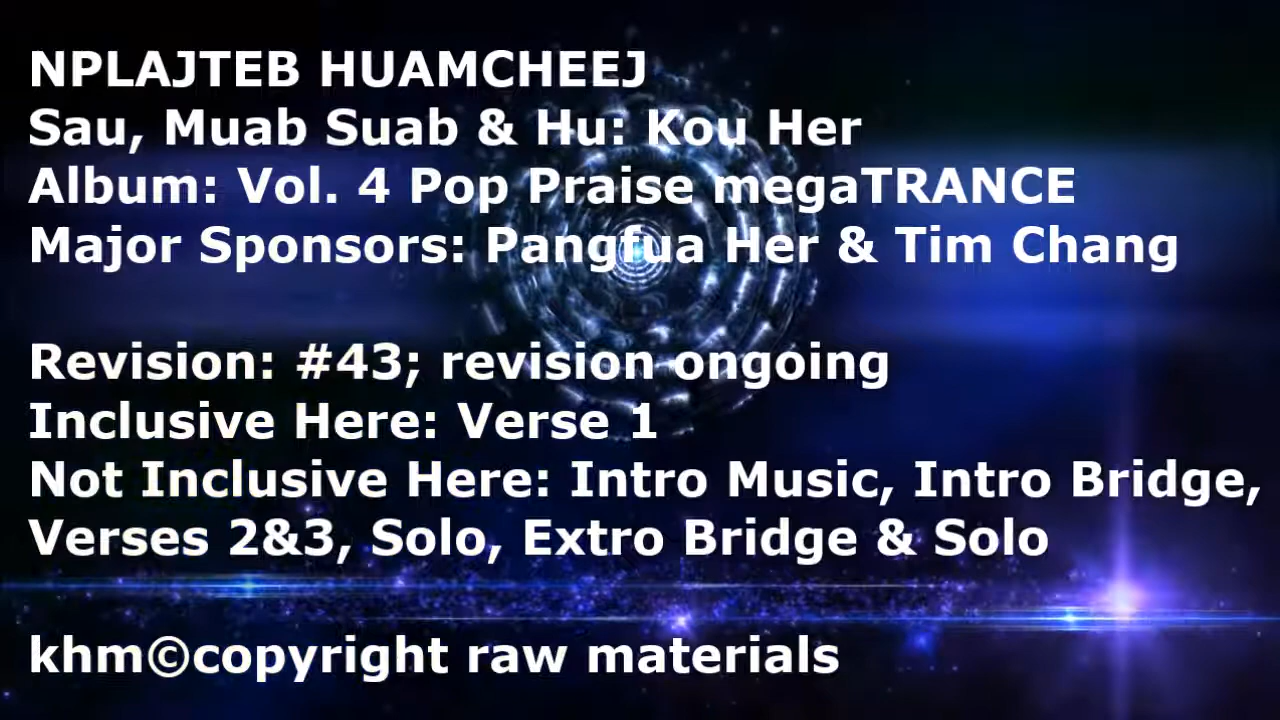 NPLAJTEB HUAMCHEEJ
Sau, Muab Suab & Hu: Kou Her
Album: Vol. 4 Pop Praise megaTRANCE
Major Sponsors: Pangfua Her & Tim Chang
Revision: #43; revision ongoing
Inclusive Here: Verse 1
Not Inclusive Here: Intro Music, Intro Bridge,
Verses 2&3, Solo, Extro Bridge & Solo
khm©copyright raw materials